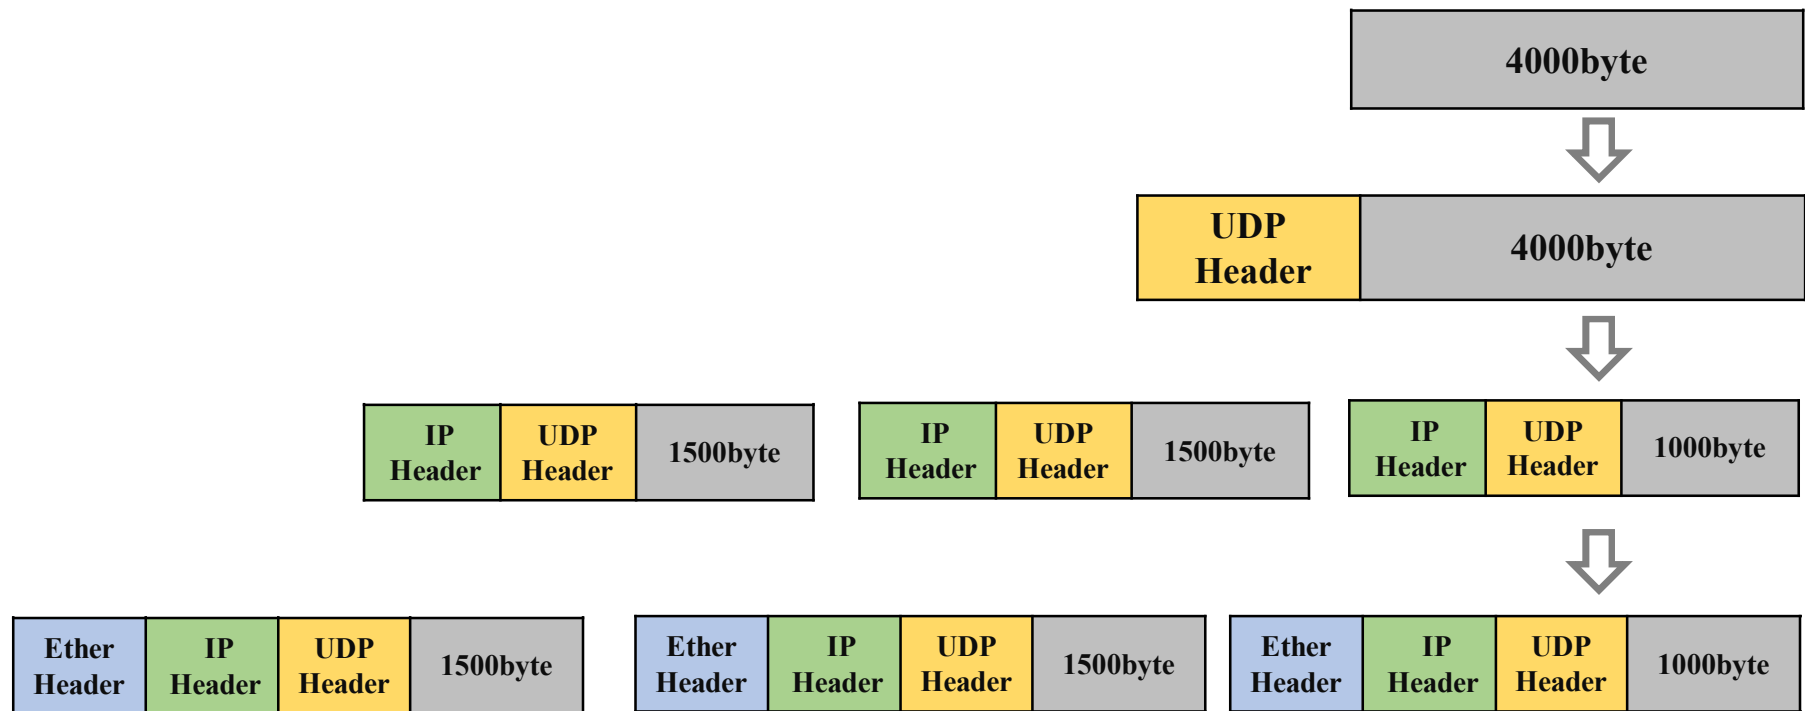 4000byte
UDP
Header
4000byte
IP
Header
UDP
Header
1500byte
IP
Header
UDP
Header
1500byte
IP
Header
UDP
Header
1000byte
Ether
Header
IP
Header
UDP
Header
1500byte
Ether
Header
IP
Header
UDP
Header
1500byte
Ether
Header
IP
Header
UDP
Header
1000byte